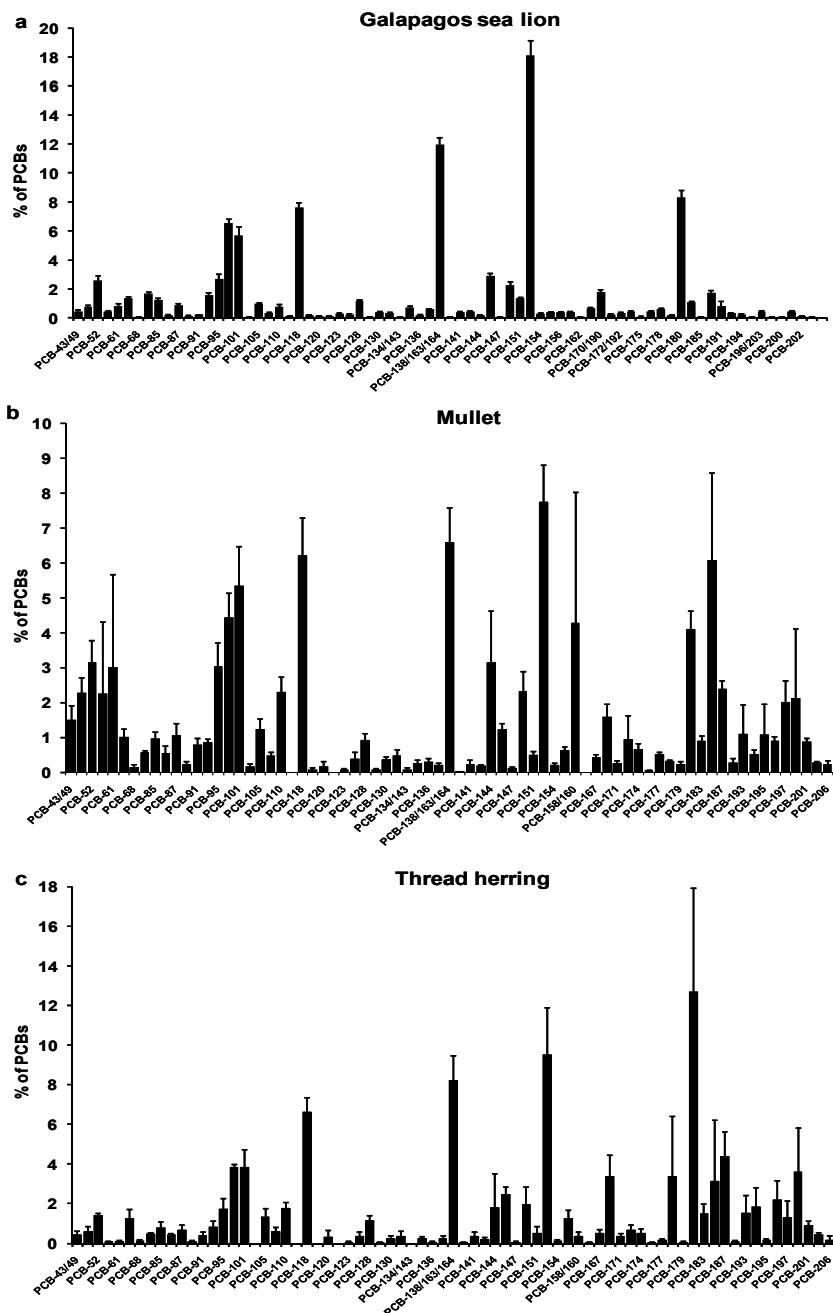 a
Galapagos sea lion
% of PCBs
20
18
16
14
12
10
8
6
4
2
0
PCB-43/49
PCB-52
PCB-61
PCB-68
PCB-85
PCB-87
PCB-91
PCB-95
PCB-101
PCB-105
PCB-110
PCB-118
PCB-120
PCB-123
PCB-128
PCB-130
PCB-134/143
PCB-136
PCB-138/163/164
PCB-141
PCB-144
PCB-147
PCB-151
PCB-154
PCB-156
PCB-162
PCB-170/190
PCB-172/192
PCB-175
PCB-178
PCB-180
PCB-185
PCB-191
PCB-194
PCB-196/203
PCB-200
PCB-202
b
Mullet
% of PCBs
10
9
8
7
6
5
4
3
2
1
0
PCB-43/49
PCB-52
PCB-61
PCB-68
PCB-85
PCB-87
PCB-91
PCB-95
PCB-101
PCB-105
PCB-110
PCB-118
PCB-120
PCB-123
PCB-128
PCB-130
PCB-134/143
PCB-136
PCB-138/163/164
PCB-141
PCB-144
PCB-147
PCB-151
PCB-154
PCB-158/160
PCB-167
PCB-171
PCB-174
PCB-177
PCB-179
PCB-183
PCB-187
PCB-193
PCB-195
PCB-197
PCB-201
PCB-206
c
Thread herring
% of PCBs
18
16
14
12
10
8
6
4
2
0
PCB-43/49
PCB-52
PCB-61
PCB-68
PCB-85
PCB-87
PCB-91
PCB-95
PCB-101
PCB-105
PCB-110
PCB-118
PCB-120
PCB-123
PCB-128
PCB-130
PCB-134/143
PCB-136
PCB-138/163/164
PCB-141
PCB-144
PCB-147
PCB-151
PCB-154
PCB-158/160
PCB-167
PCB-171
PCB-174
PCB-177
PCB-179
PCB-183
PCB-187
PCB-193
PCB-195
PCB-197
PCB-201
PCB-206